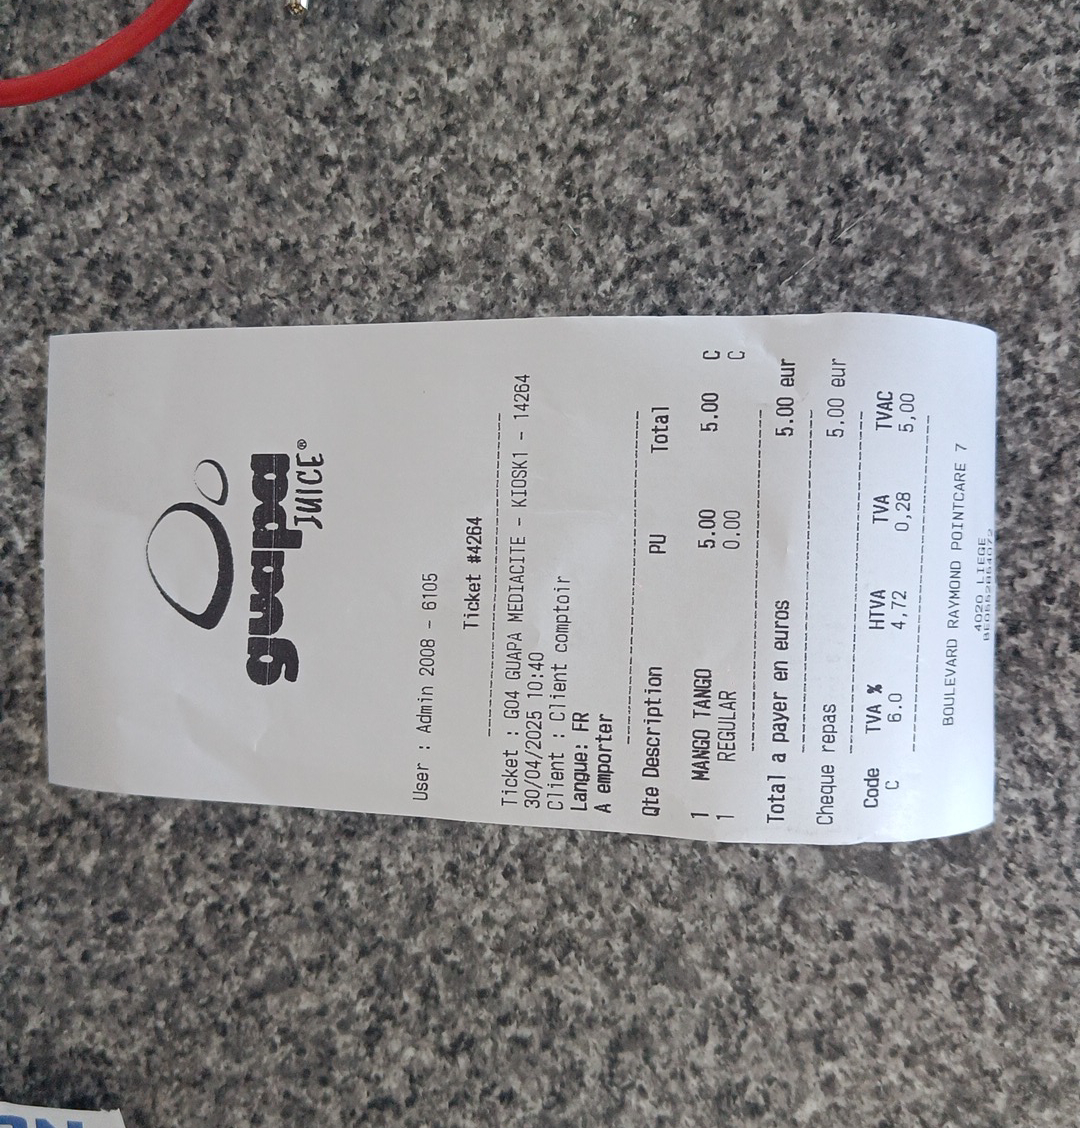 guapa
JUICE®
User : Admin 2008 - 6105
Ticket #4264
Ticket : GO4 GUAPA MEDIACITE - KIOSK1 - 14264
30/04/2025 10:40
Client : Client comptoir
Langue: FR
A emporter
Qte Description PU Total
1 MANGO TANGO 5.00 5.00 C
1 REGULAR 0.00 C
Total a payer en euros 5.00 eur
Cheque repas 5.00 eur
Code TVA % HTVA TVA TVAC
C 6.0 4,72 0,28 5,00
BOULEVARD RAYMOND POINTCARE 7
4020 LIEGE